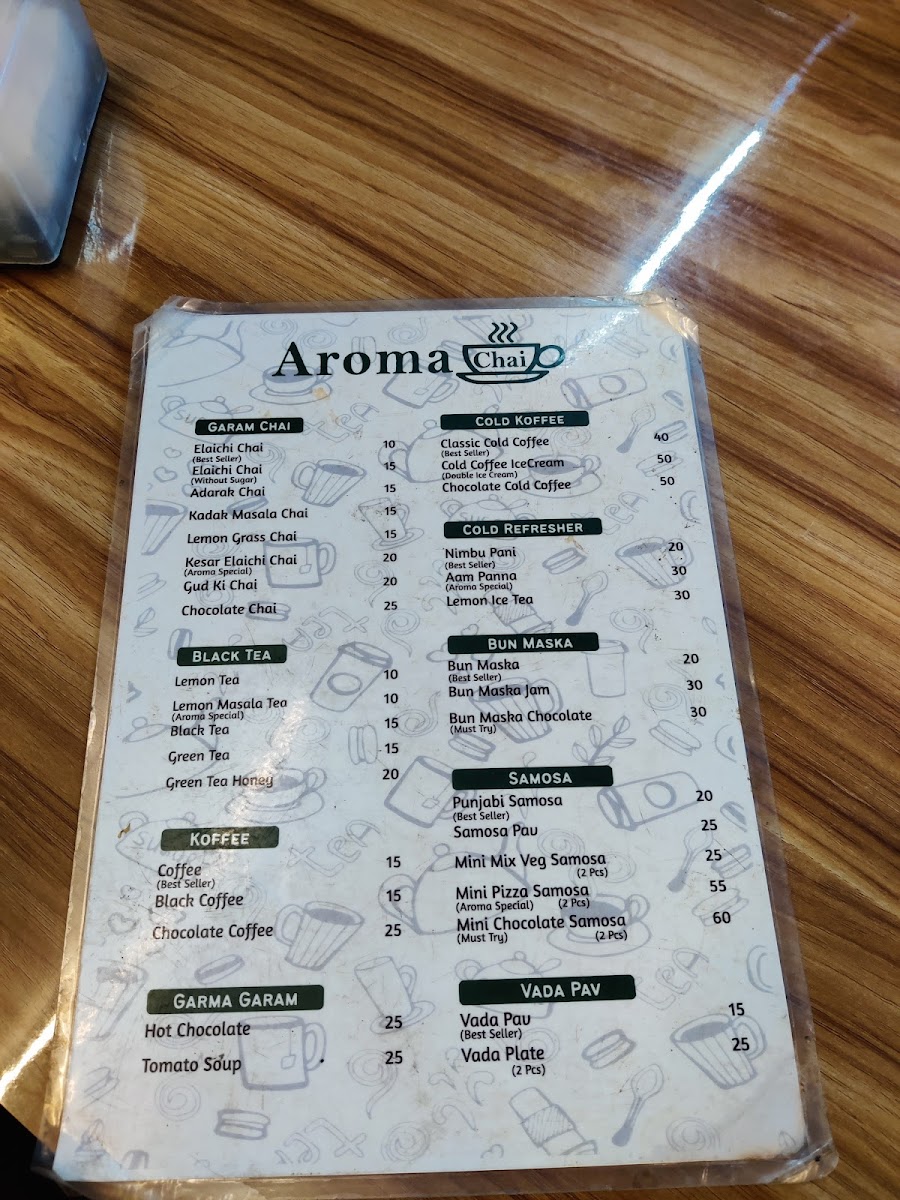 Aroma Chai
GARAM CHAI
Elaichi Chai 10
(Best Seller)
Elaichi Chai 15
(Without Sugar)
Adarak Chai 15
Kadak Masala Chai 15
Lemon Grass Chai 15
Kesar Elaichi Chai 20
(Aroma Special)
Gud Ki Chai 20
Chocolate Chai 25
BLACK TEA
Lemon Tea 10
Lemon Masala Tea 10
(Aroma Special)
Black Tea 15
Green Tea 15
Green Tea Honey 20
KOFFEE
Coffee 15
(Best Seller)
Black Coffee 15
Chocolate Coffee 25
GARMA GARAM
Hot Chocolate 25
Tomato Soup 25
COLD KOFFEE
Classic Cold Coffee 40
(Best Seller)
Cold Coffee IceCream 50
(Double Ice Cream)
Chocolate Cold Coffee 50
COLD REFRESHER
Nimbu Pani 20
(Best Seller)
Aam Panna 30
(Aroma Special)
Lemon Ice Tea 30
BUN MASKA
Bun Maska 20
(Best Seller)
Bun Maska Jam 30
Bun Maska Chocolate 30
(Must Try)
SAMOSA
Punjabi Samosa 20
(Best Seller)
Samosa Pau 25
Mini Mix Veg Samosa 25
(2 Pcs)
Mini Pizza Samosa 55
(Aroma Special) (2 Pcs)
Mini Chocolate Samosa 60
(Must Try) (2 Pcs)
VADA PAV
Vada Pau 15
(Best Seller)
Vada Plate 25
(2 Pcs)